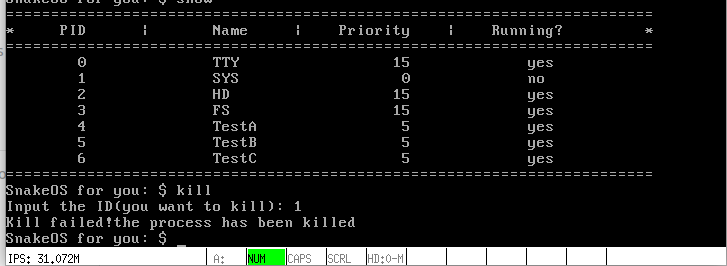 SnakeOS for you: $ show
=================================================================
* PID | Name | Priority | Running? *
=================================================================
0 TTY 15 yes
1 SYS 0 no
2 HD 15 yes
3 FS 15 yes
4 TestA 5 yes
5 TestB 5 yes
6 TestC 5 yes
=================================================================
SnakeOS for you: $ kill
Input the ID(you want to kill): 1
Kill failed!the process has been killed
SnakeOS for you: $ _
IPS: 31.072M A: NUM CAPS SCRL HD:0-M